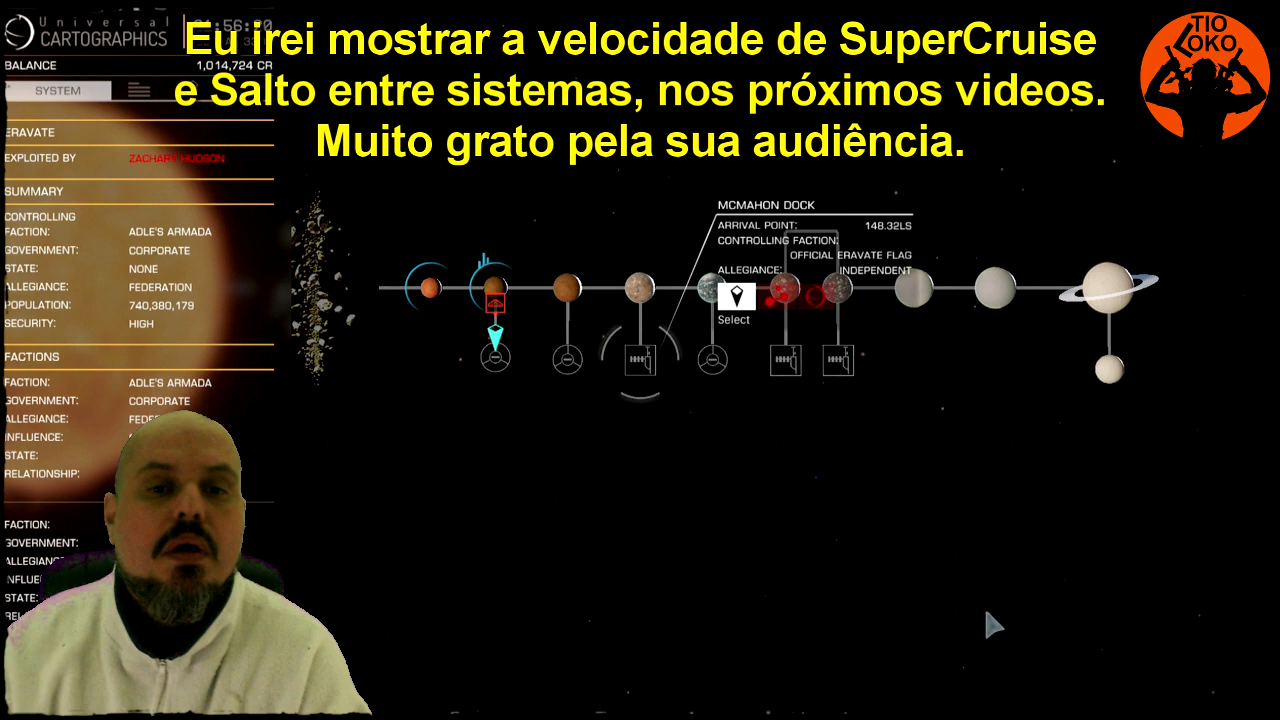 Universal
CARTOGRAPHICS
Eu irei mostrar a velocidade de SuperCruise
e Salto entre sistemas, nos próximos videos.
Muito grato pela sua audiência.
TIO
LOKO
BALANCE 1,014,724 CR
SYSTEM
ERAVATE
EXPLOITED BY ZACHARY HUDSON
SUMMARY
CONTROLLING
FACTION: ADLE'S ARMADA
GOVERNMENT: CORPORATE
STATE: NONE
ALLEGIANCE: FEDERATION
POPULATION: 740,380,179
SECURITY: HIGH
FACTIONS
FACTION: ADLE'S ARMADA
GOVERNMENT: CORPORATE
ALLEGIANCE:
INFLUENCE:
STATE:
RELATIONSHIP:
FACTION:
GOVERNMENT:
STATE:
MCMAHON DOCK
ARRIVAL POINT: 148.32LS
CONTROLLING FACTION:
OFFICIAL ERAVATE FLAG
ALLEGIANCE: INDEPENDENT
Select